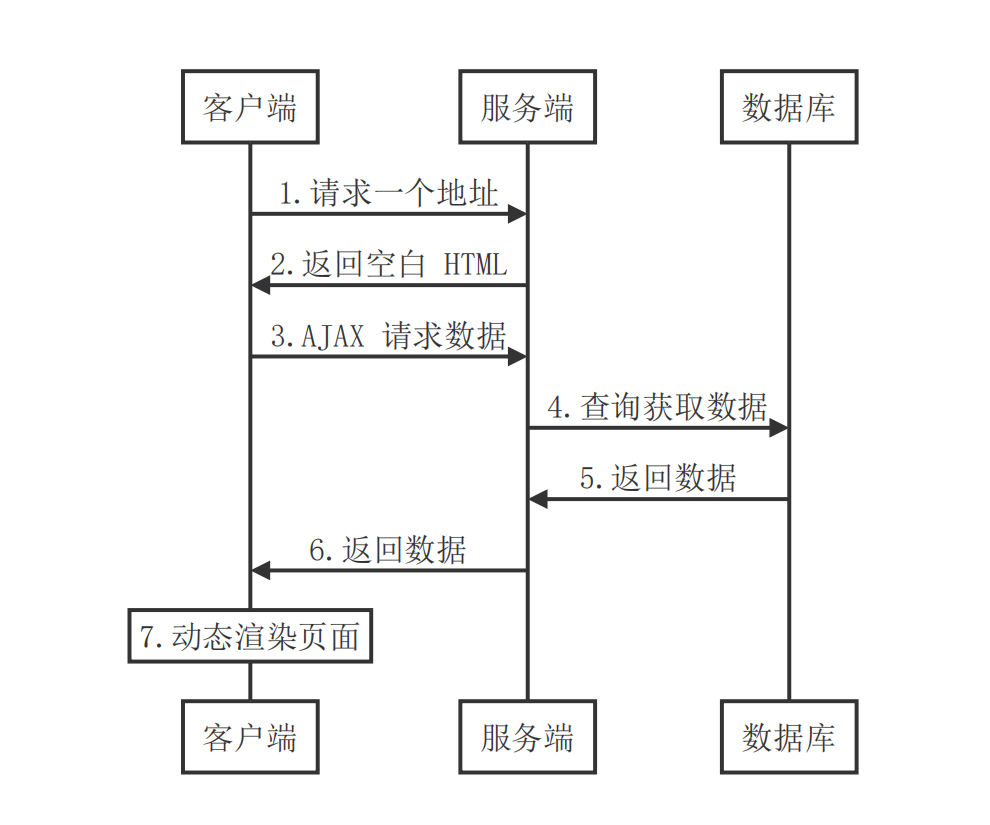 客户端
服务端
数据库
1.请求一个地址
2.返回空白 HTML
3.AJAX 请求数据
4.查询获取数据
5.返回数据
6.返回数据
7.动态渲染页面
客户端
服务端
数据库